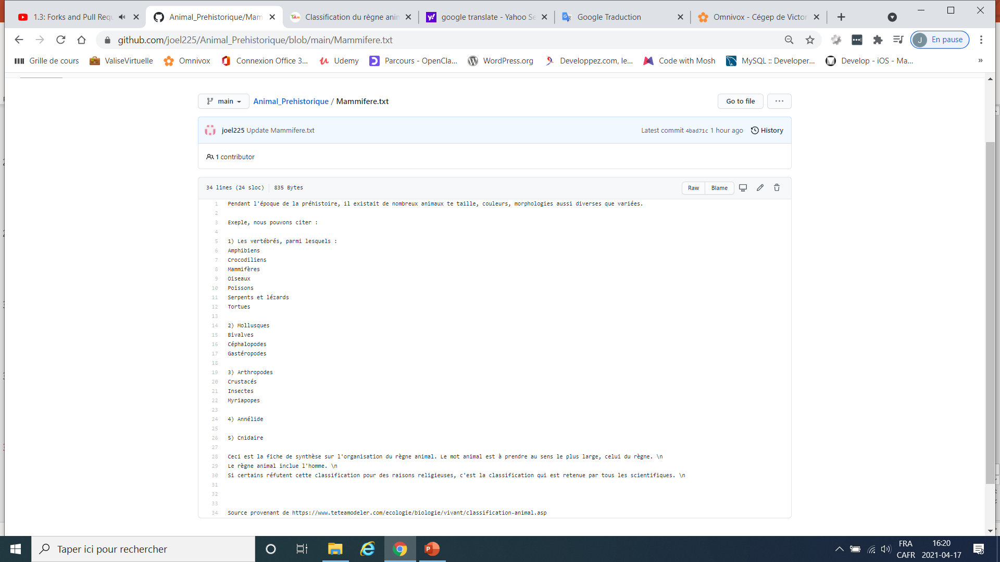 1.3: Forks and Pull Requ
Animal_Prehistorique/Mam
Classification du règne anim
google translate - Yahoo Se
Google Traduction
Omnivox - Cégep de Victor
github.com/joel225/Animal_Prehistorique/blob/main/Mammifere.txt
J En pause
Grille de cours ValiseVirtuelle Omnivox Connexion Office 3... Udemy Parcours - OpenCla... WordPress.org Developpez.com, le... Code with Mosh MySQL :: Developer... Develop - iOS - Ma... »
main Animal_Prehistorique / Mammifere.txt Go to file ...
joel225 Update Mammifere.txt Latest commit 4bad71c 1 hour ago History
1 contributor
34 lines (24 sloc) 835 Bytes Raw Blame
1 Pendant l'époque de la préhistoire, il existait de nombreux animaux te taille, couleurs, morphologies aussi diverses que variées.
2
3 Exeple, nous pouvons citer :
4
5 1) Les vertébrés, parmi lesquels :
6 Amphibiens
7 Crocodiliens
8 Mammifères
9 Oiseaux
10 Poissons
11 Serpents et lézards
12 Tortues
13
14 2) Mollusques
15 Bivalves
16 Céphalopodes
17 Gastéropodes
18
19 3) Arthropodes
20 Crustacés
21 Insectes
22 Myriapopes
23
24 4) Annélide
25
26 5) Cnidaire
27
28 Ceci est la fiche de synthèse sur l'organisation du règne animal. Le mot animal est à prendre au sens le plus large, celui du règne. \n
29 Le règne animal inclue l'homme. \n
30 Si certains réfutent cette classification pour des raisons religieuses, c'est la classification qui est retenue par tous les scientifiques. \n
31
32
33
34 Source provenant de https://www.teteamodeler.com/ecologie/biologie/vivant/classification-animal.asp
Taper ici pour rechercher
FRA 16:20
CAFR 2021-04-17